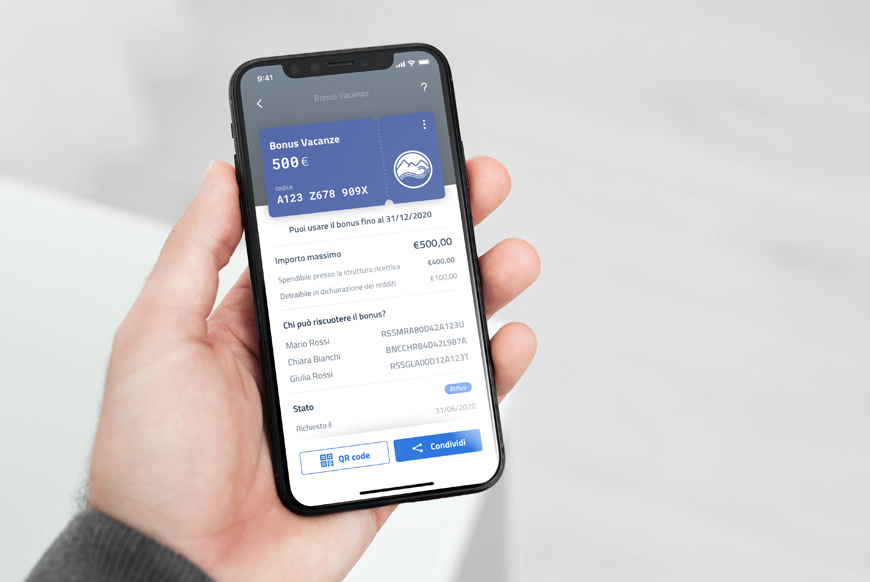 9:41
Bonus Vacanze
?
Bonus Vacanze
500€
codice
A123 Z678 909X
Puoi usare il bonus fino al 31/12/2020
Importo massimo €500,00
Spendibile presso la struttura ricettiva €400,00
Detraibile in dichiarazione dei redditi €100,00
Chi può riscuotere il bonus?
Mario Rossi RSSMRA80D42A123U
Chiara Bianchi BNCCHR84D42L987A
Giulia Rossi RSSGLA00D12A123T
Stato Attivo
Richiesto il 31/06/2020
QR code Condividi